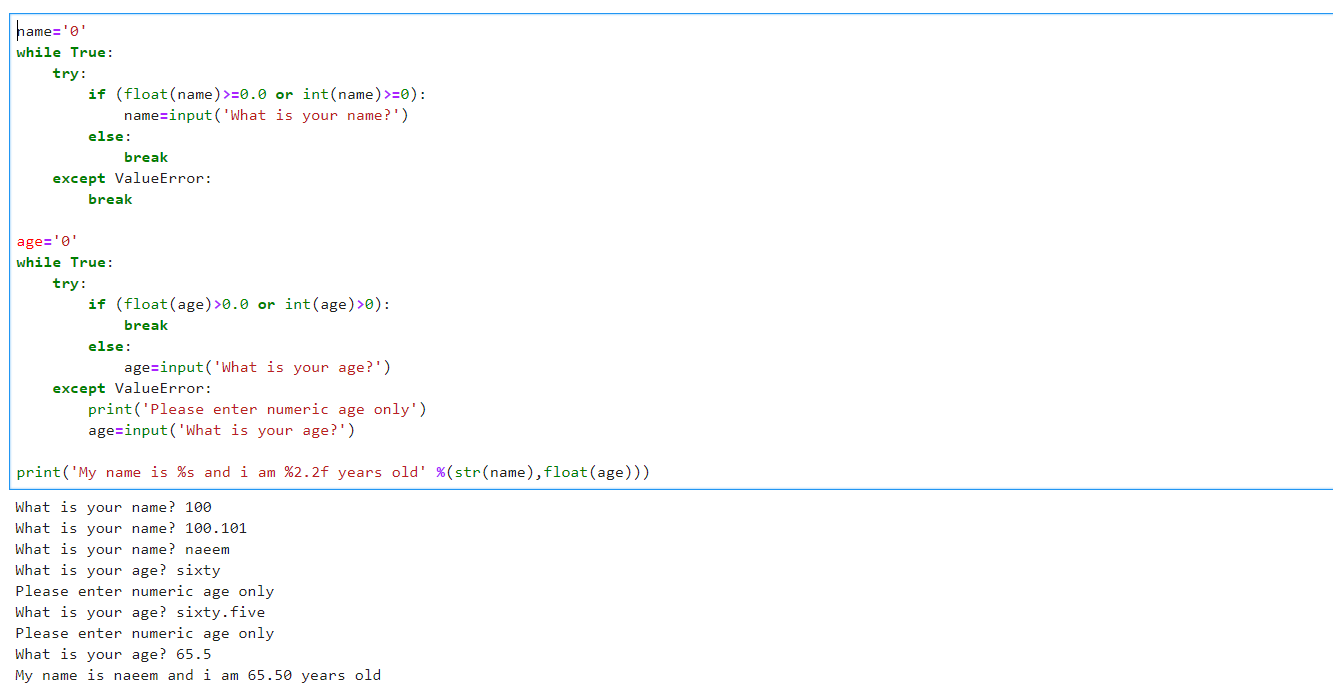 name='0'
while True:
    try:
        if (float(name)>=0.0 or int(name)>=0):
            name=input('What is your name?')
        else:
            break
    except ValueError:
        break

age='0'
while True:
    try:
        if (float(age)>0.0 or int(age)>0):
            break
        else:
            age=input('What is your age?')
    except ValueError:
        print('Please enter numeric age only')
        age=input('What is your age?')

print('My name is %s and i am %2.2f years old' %(str(name),float(age)))
What is your name? 100
What is your name? 100.101
What is your name? naeem
What is your age? sixty
Please enter numeric age only
What is your age? sixty.five
Please enter numeric age only
What is your age? 65.5
My name is naeem and i am 65.50 years old